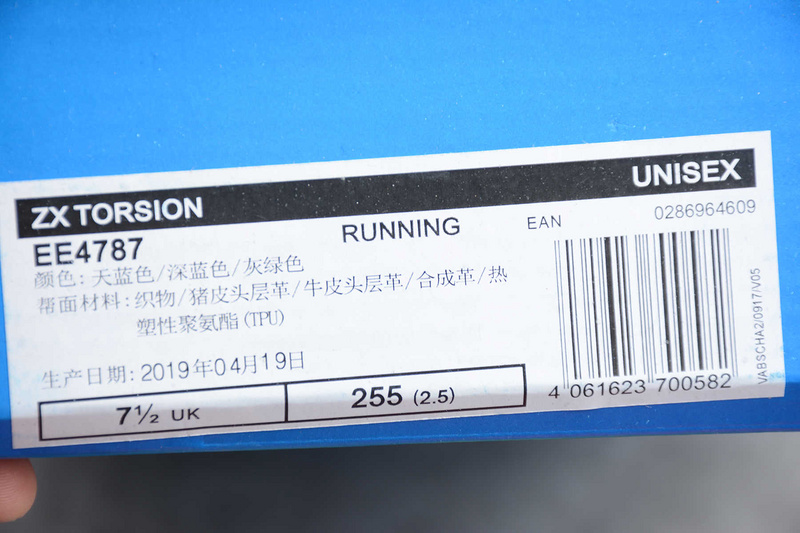 ZX TORSION UNISEX
EE4787 RUNNING EAN 0286964609
颜色: 天蓝色/深蓝色/灰绿色
帮面材料: 织物/猪皮头层革/牛皮头层革/合成革/热
塑性聚氨酯(TPU)
生产日期: 2019年04月19日
7½ UK 255 (2.5)
4 061623 700582
VABSCHA2/0917/V05